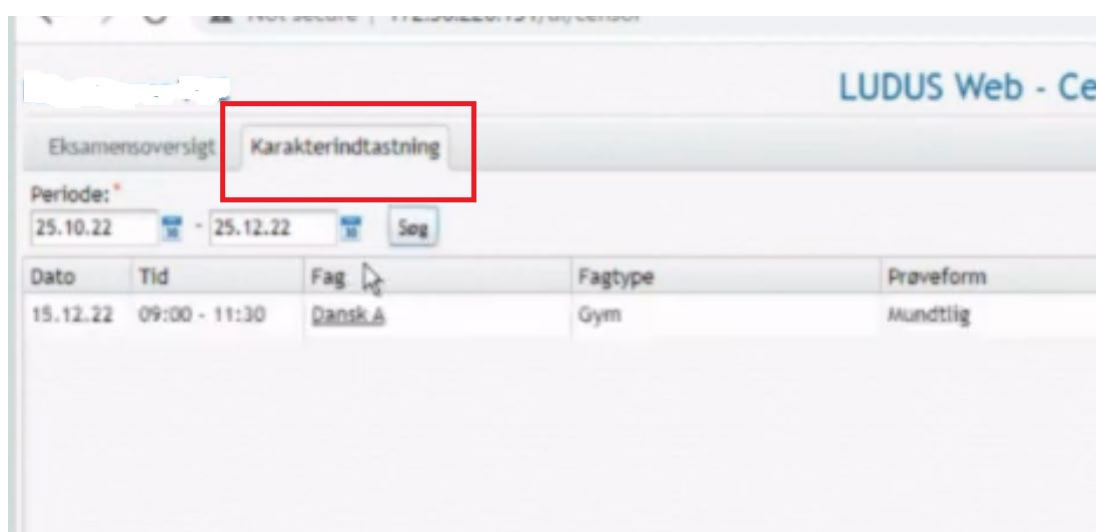 LUDUS Web - Ce
Eksamensoversigt Karakterindtastning
Periode:*
25.10.22 - 25.12.22 Søg
Dato Tid Fag Fagtype Prøveform
15.12.22 09:00 - 11:30 Dansk A Gym Mundtlig